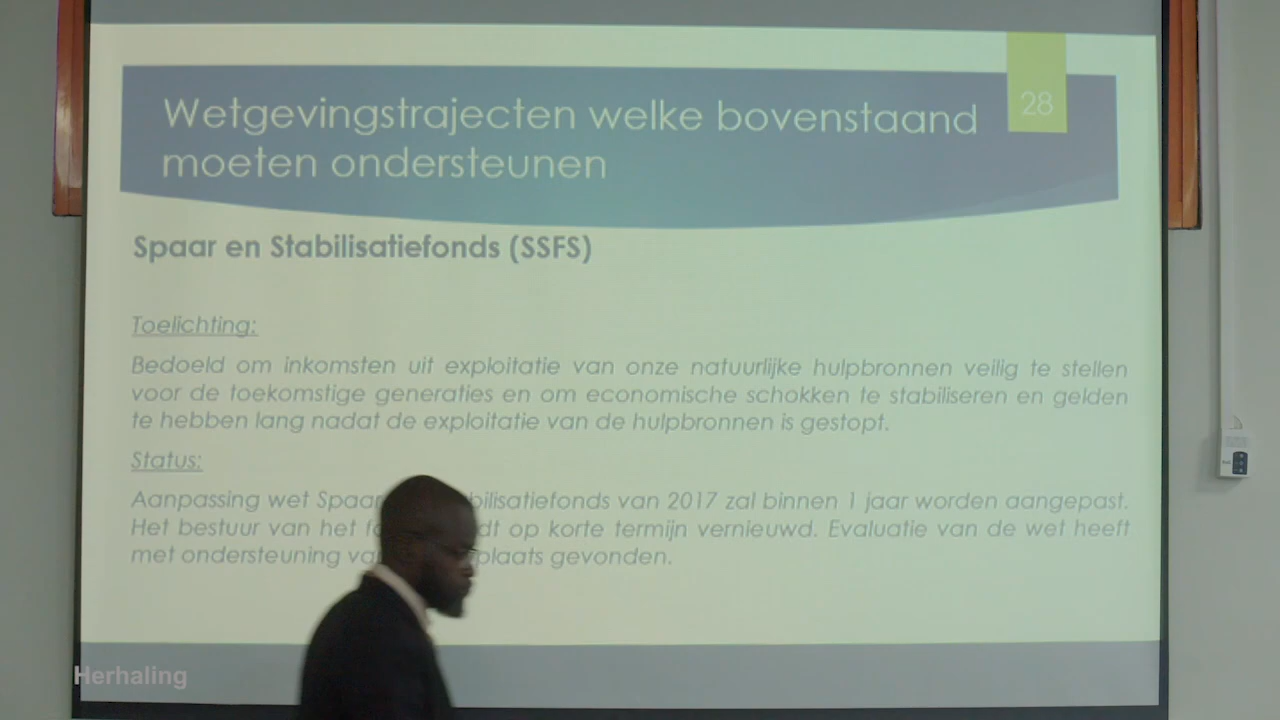 28
Wetgevingstrajecten welke bovenstaand
moeten ondersteunen
Spaar en Stabilisatiefonds (SSFS)
Toelichting:
Bedoeld om inkomsten uit exploitatie van onze natuurlijke hulpbronnen veilig te stellen
voor de toekomstige generaties en om economische schokken te stabiliseren en gelden
te hebben lang nadat de exploitatie van de hulpbronnen is gestopt.
Status:
Aanpassing wet Spaar bilisatiefonds van 2017 zal binnen 1 jaar worden aangepast.
Het bestuur van het dt op korte termijn vernieuwd. Evaluatie van de wet heeft
met ondersteuning plaats gevonden.
Herhaling